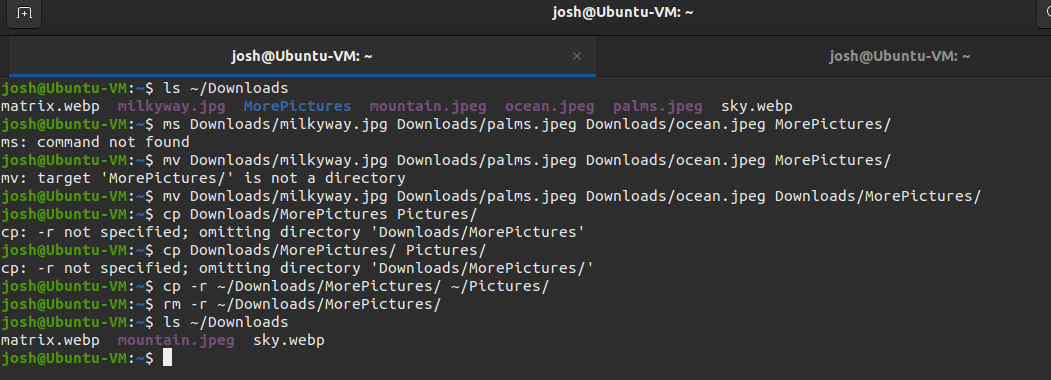 josh@Ubuntu-VM: ~
josh@Ubuntu-VM: ~
josh@Ubuntu-VM: ~
josh@Ubuntu-VM:~$ ls ~/Downloads
matrix.webp milkyway.jpg MorePictures mountain.jpeg ocean.jpeg palms.jpeg sky.webp
josh@Ubuntu-VM:~$ ms Downloads/milkyway.jpg Downloads/palms.jpeg Downloads/ocean.jpeg MorePictures/
ms: command not found
josh@Ubuntu-VM:~$ mv Downloads/milkyway.jpg Downloads/palms.jpeg Downloads/ocean.jpeg MorePictures/
mv: target 'MorePictures/' is not a directory
josh@Ubuntu-VM:~$ mv Downloads/milkyway.jpg Downloads/palms.jpeg Downloads/ocean.jpeg Downloads/MorePictures/
josh@Ubuntu-VM:~$ cp Downloads/MorePictures Pictures/
cp: -r not specified; omitting directory 'Downloads/MorePictures'
josh@Ubuntu-VM:~$ cp Downloads/MorePictures/ Pictures/
cp: -r not specified; omitting directory 'Downloads/MorePictures/'
josh@Ubuntu-VM:~$ cp -r ~/Downloads/MorePictures/ ~/Pictures/
josh@Ubuntu-VM:~$ rm -r ~/Downloads/MorePictures/
josh@Ubuntu-VM:~$ ls ~/Downloads
matrix.webp mountain.jpeg sky.webp
josh@Ubuntu-VM:~$